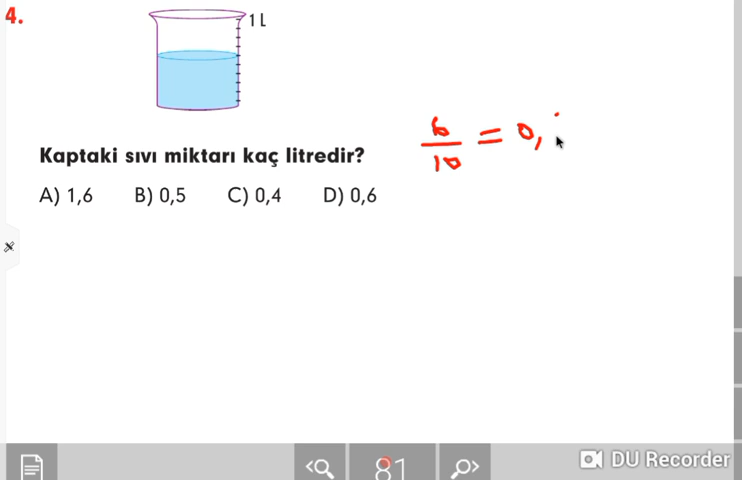 4.
1 L
6/10 = 0,
Kaptaki sıvı miktarı kaç litredir?
A) 1,6 B) 0,5 C) 0,4 D) 0,6
81
DU Recorder